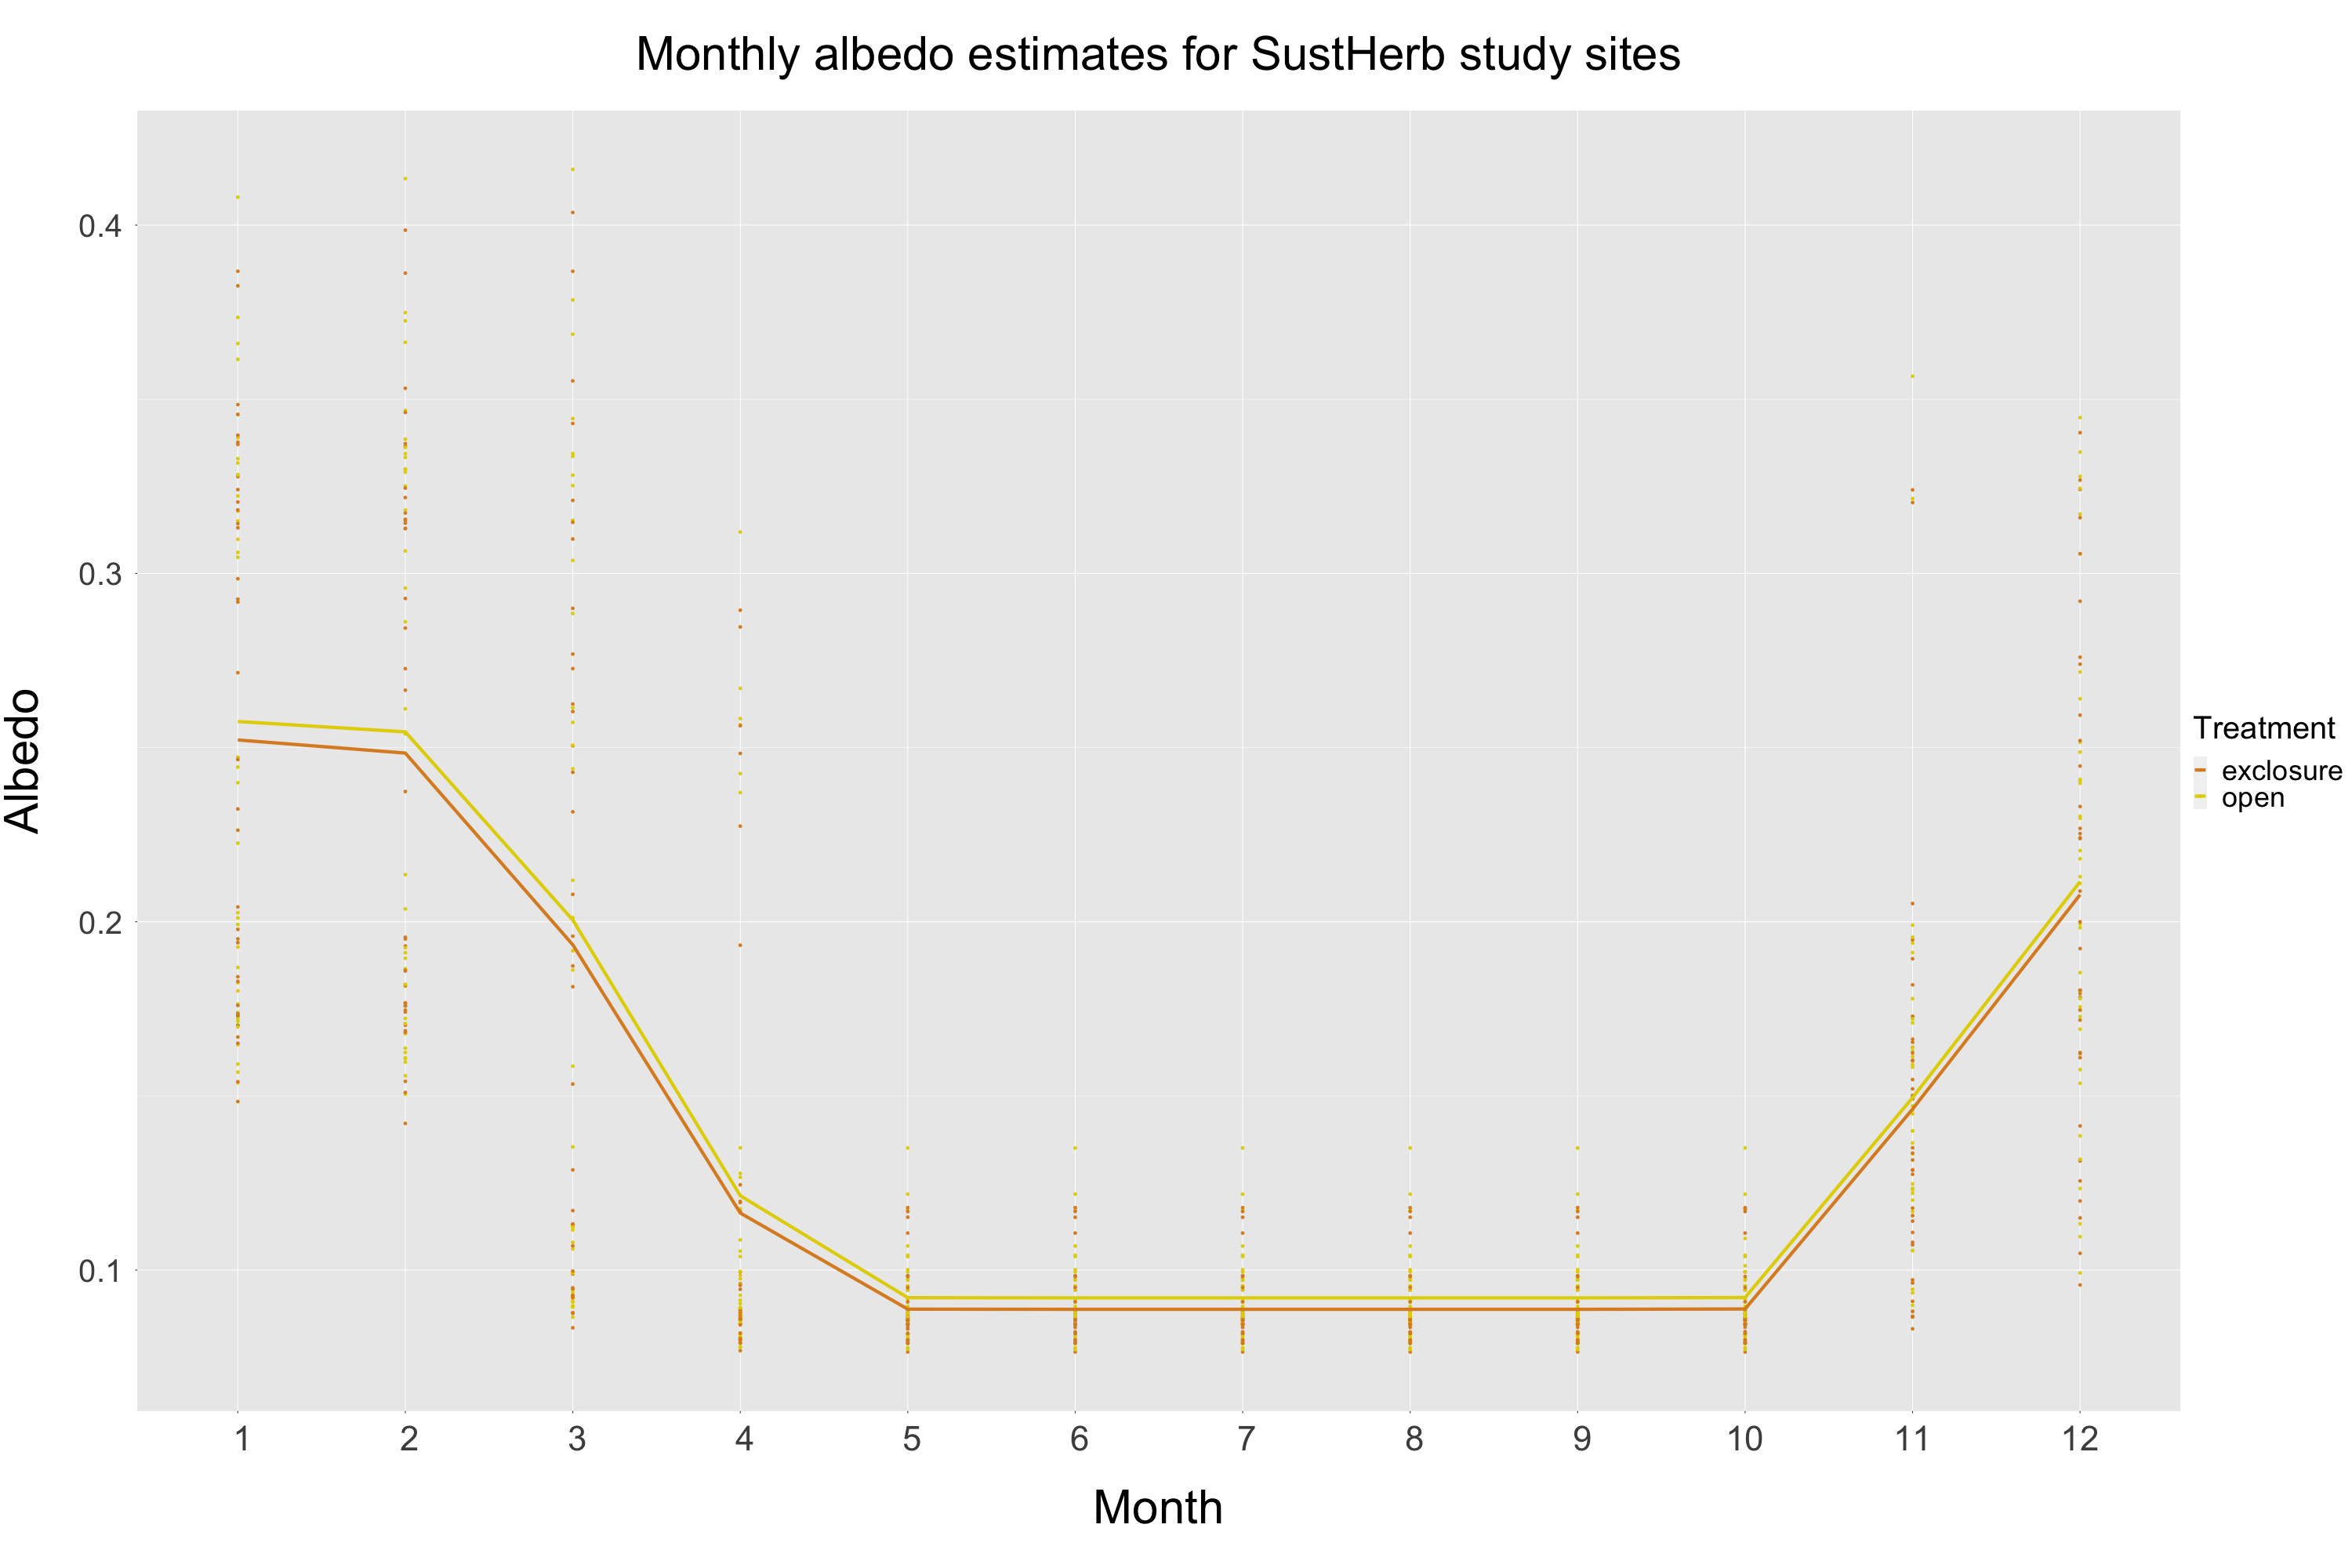 Monthly albedo estimates for SustHerb study sites
Albedo
0.4
0.3
0.2
0.1
1 2 3 4 5 6 7 8 9 10 11 12
Month
Treatment
exclosure
open